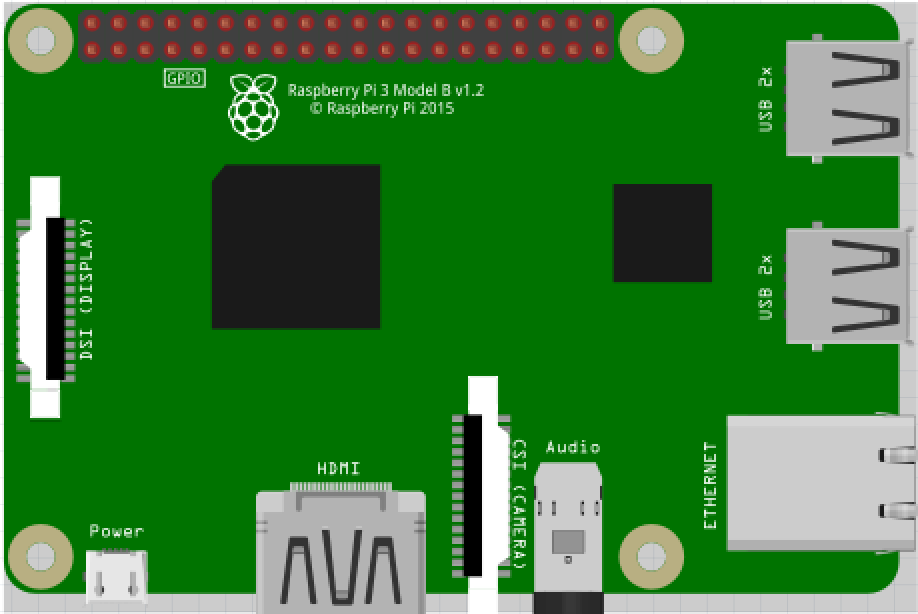 GPIO
Raspberry Pi 3 Model B v1.2
© Raspberry Pi 2015
USB 2x
DSI (DISPLAY)
USB 2x
Audio
CSI (CAMERA)
ETHERNET
HDMI
Power